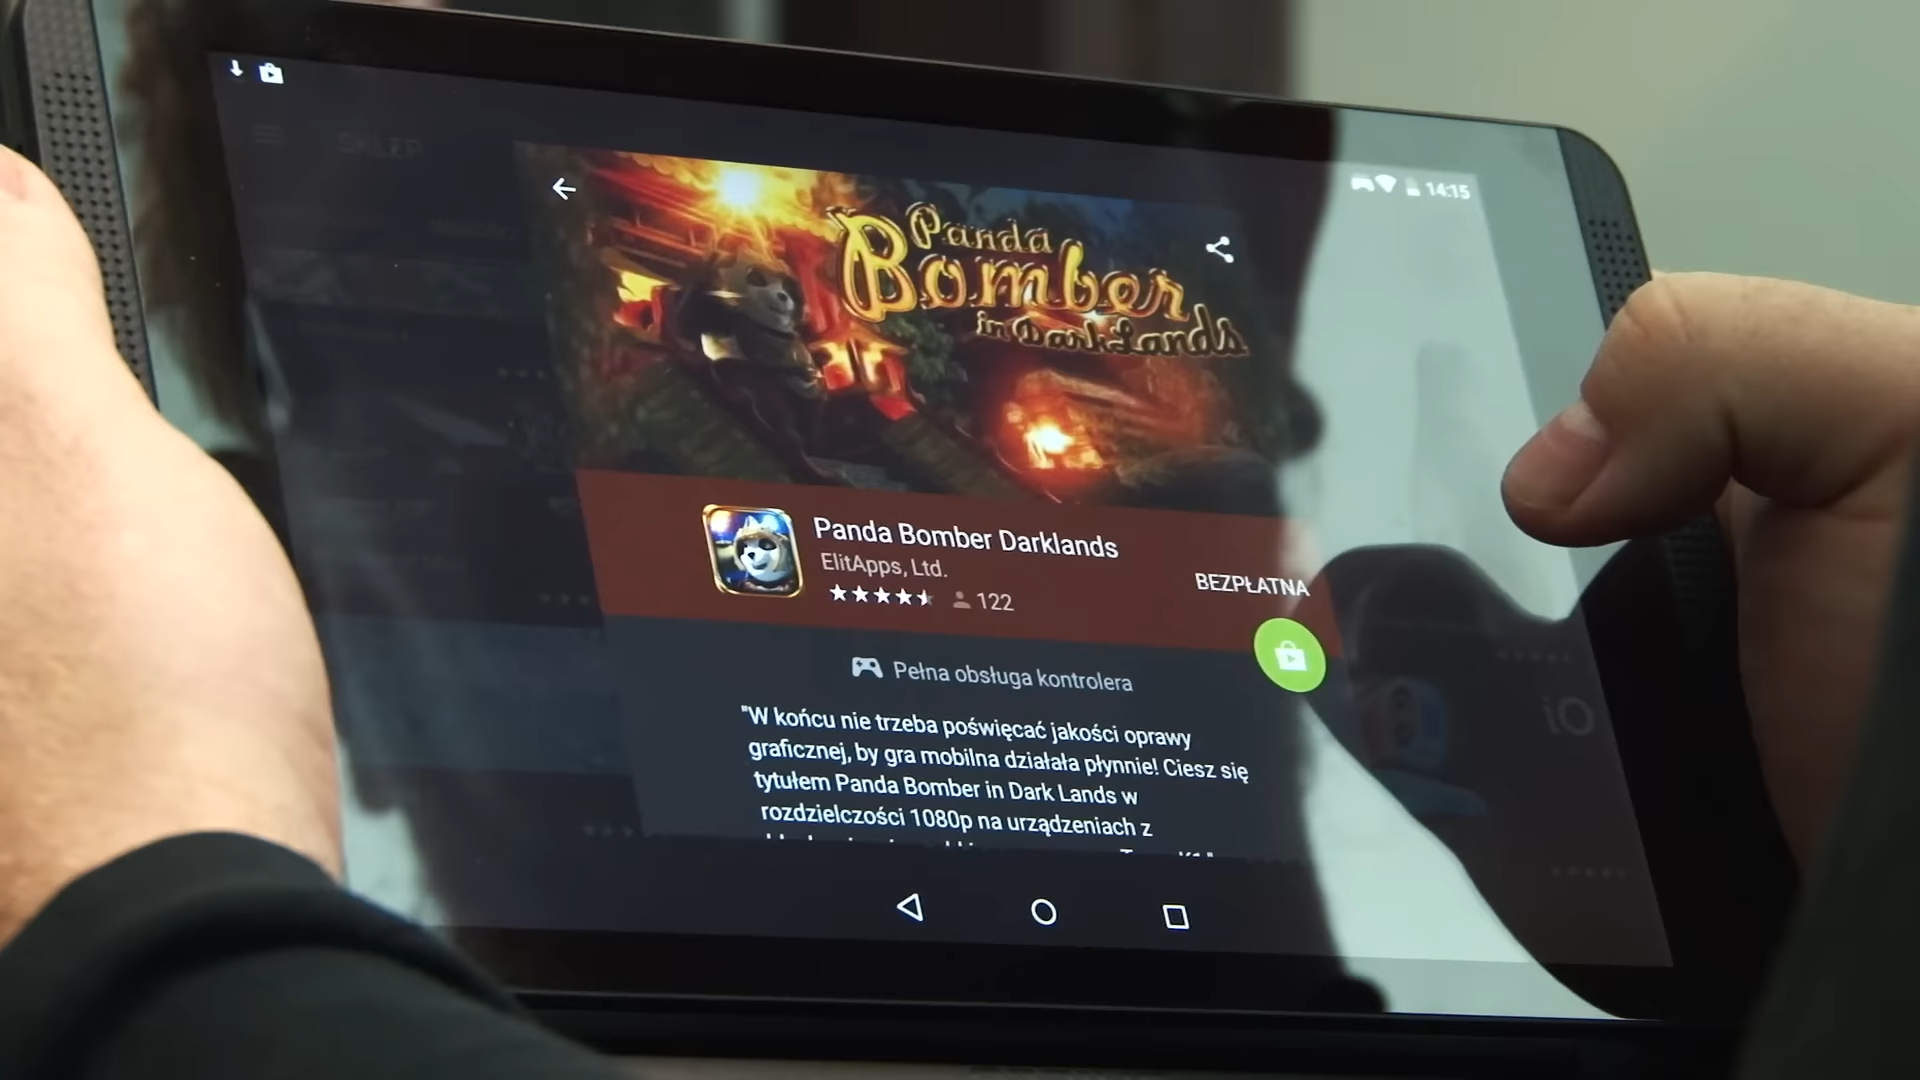 SKLEP
14:15
Panda
Bomber
in Dark Lands
Panda Bomber Darklands
ElitApps, Ltd.
122
BEZPŁATNA
Pełna obsługa kontrolera
"W końcu nie trzeba poświęcać jakości oprawy
graficznej, by gra mobilna działała płynnie! Ciesz się
tytułem Panda Bomber in Dark Lands w
rozdzielczości 1080p na urządzeniach z
iO